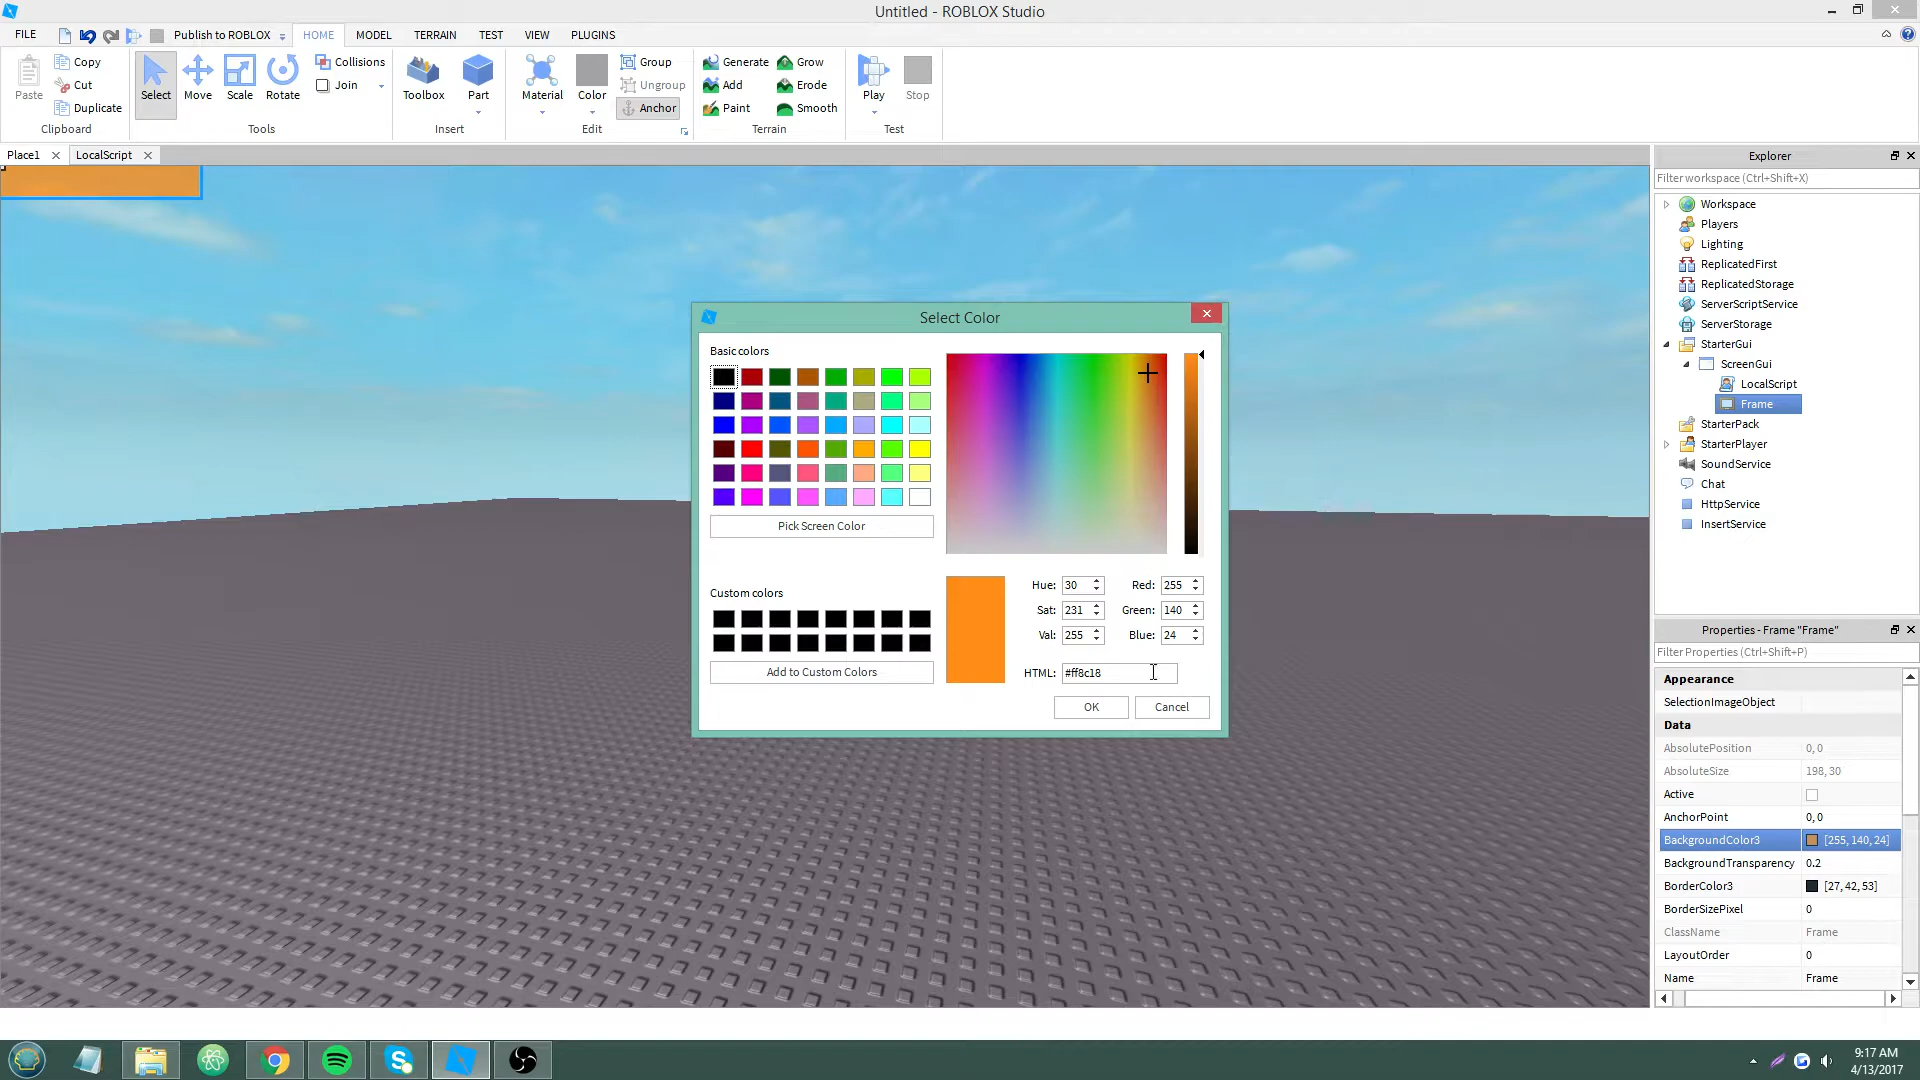 Untitled - ROBLOX Studio
FILE
Publish to ROBLOX
HOME
MODEL
TERRAIN
TEST
VIEW
PLUGINS
Paste
Copy
Cut
Duplicate
Clipboard
Select
Move
Scale
Rotate
Collisions
Join
Tools
Toolbox
Part
Insert
Material
Color
Group
Ungroup
Anchor
Edit
Generate
Add
Paint
Grow
Erode
Smooth
Terrain
Play
Stop
Test
Place1
LocalScript
Select Color
Basic colors
Pick Screen Color
Custom colors
Add to Custom Colors
Hue: 30
Red: 255
Sat: 231
Green: 140
Val: 255
Blue: 24
HTML: #ff8c18
OK
Cancel
Explorer
Filter workspace (Ctrl+Shift+X)
Workspace
Players
Lighting
ReplicatedFirst
ReplicatedStorage
ServerScriptService
ServerStorage
StarterGui
ScreenGui
LocalScript
Frame
StarterPack
StarterPlayer
SoundService
Chat
HttpService
InsertService
Properties - Frame "Frame"
Filter Properties (Ctrl+Shift+P)
Appearance
SelectionImageObject
Data
AbsolutePosition 0, 0
AbsoluteSize 198, 30
Active
AnchorPoint 0, 0
BackgroundColor3 [255, 140, 24]
BackgroundTransparency 0.2
BorderColor3 [27, 42, 53]
BorderSizePixel 0
ClassName Frame
LayoutOrder 0
Name Frame
9:17 AM
4/13/2017